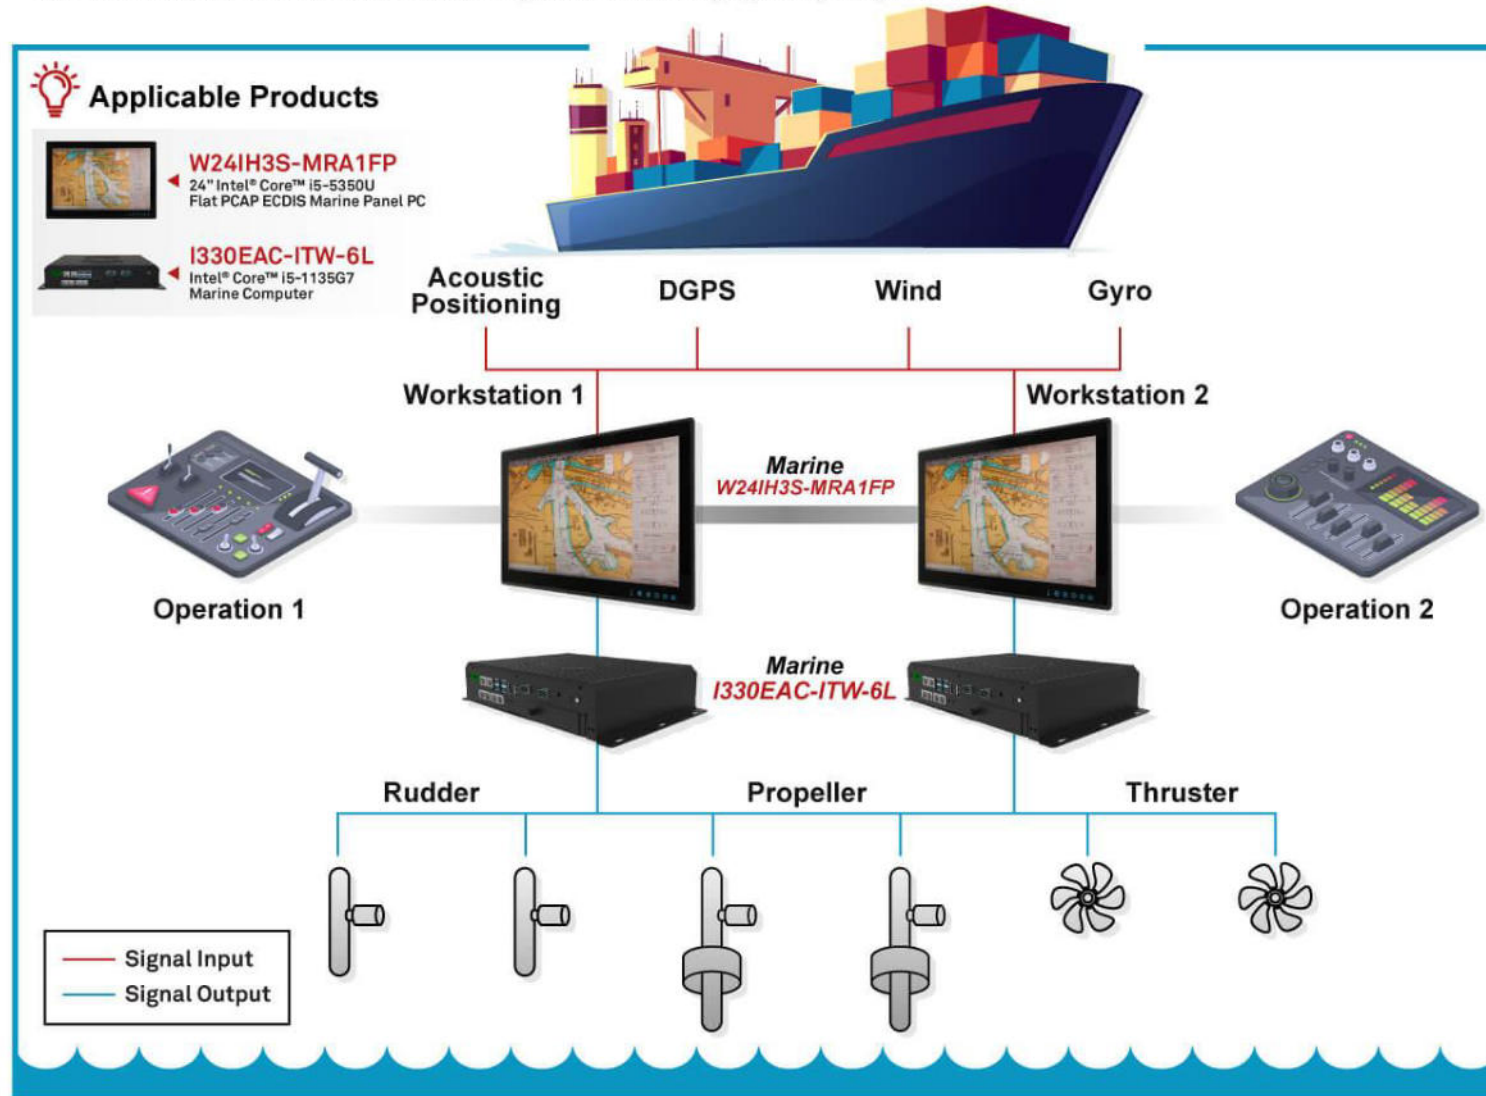 Applicable Products
W24IH3S-MRA1FP
24" Intel® Core™ i5-5350U
Flat PCAP ECDIS Marine Panel PC
I330EAC-ITW-6L
Intel® Core™ i5-1135G7
Marine Computer
Acoustic
Positioning
DGPS
Wind
Gyro
Workstation 1
Workstation 2
Marine
W24IH3S-MRA1FP
Operation 1
Operation 2
Marine
I330EAC-ITW-6L
Rudder
Propeller
Thruster
Signal Input
Signal Output